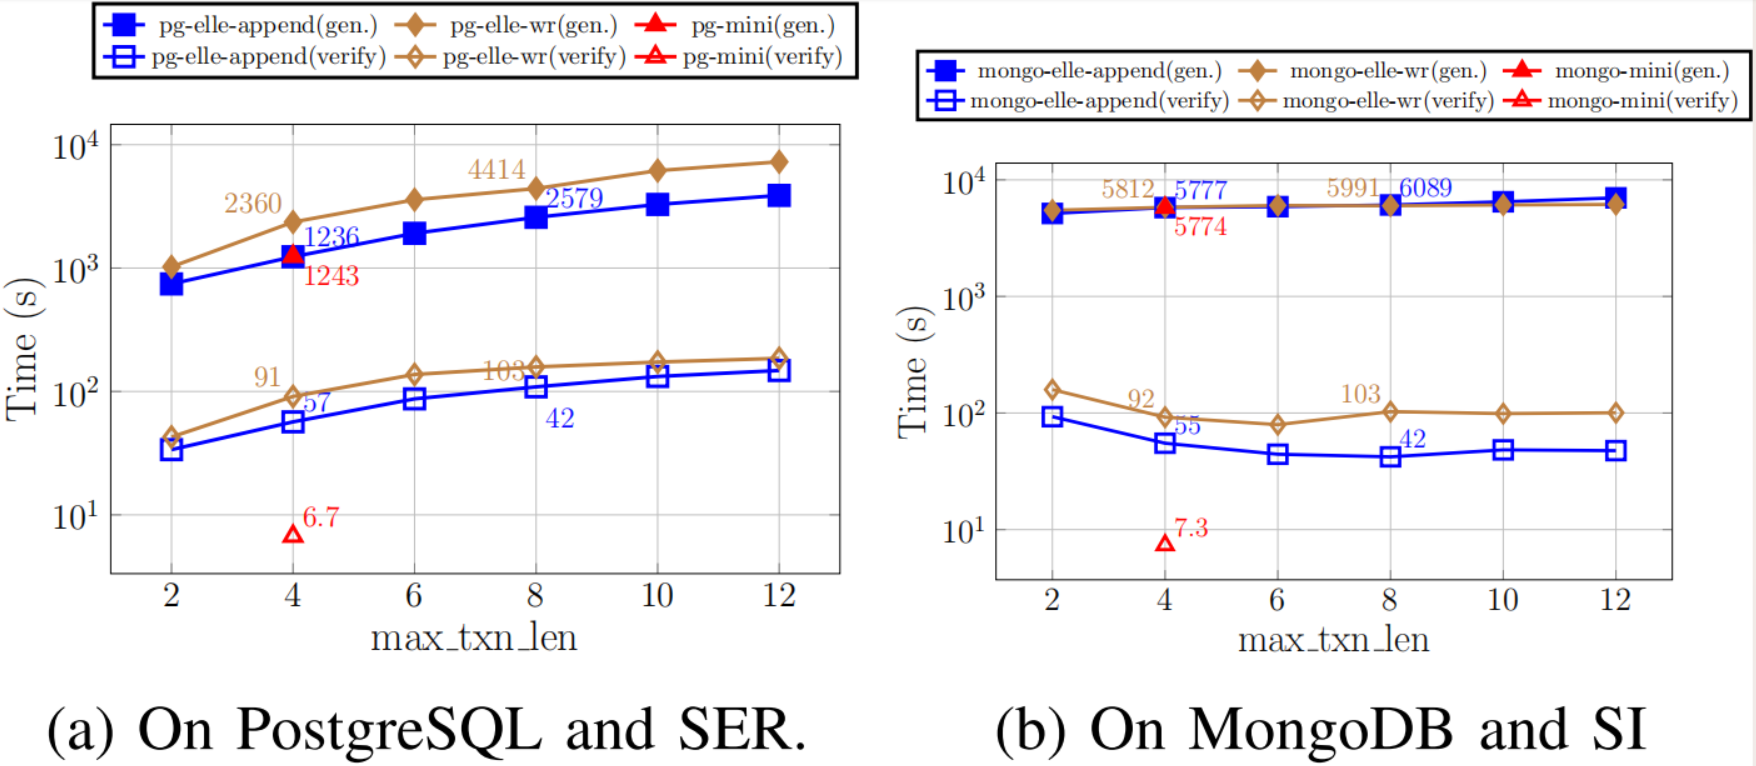 pg-elle-append(gen.) pg-elle-wr(gen.) pg-mini(gen.)
pg-elle-append(verify) pg-elle-wr(verify) pg-mini(verify)
10^4
10^3
10^2
10^1
Time (s)
2360
4414
2579
1236
1243
91
57
103
42
6.7
2 4 6 8 10 12
max_txn_len
(a) On PostgreSQL and SER.
mongo-elle-append(gen.) mongo-elle-wr(gen.) mongo-mini(gen.)
mongo-elle-append(verify) mongo-elle-wr(verify) mongo-mini(verify)
10^4
10^3
10^2
10^1
Time (s)
5812 5777
5991 6089
5774
92
55
103
42
7.3
2 4 6 8 10 12
max_txn_len
(b) On MongoDB and SI